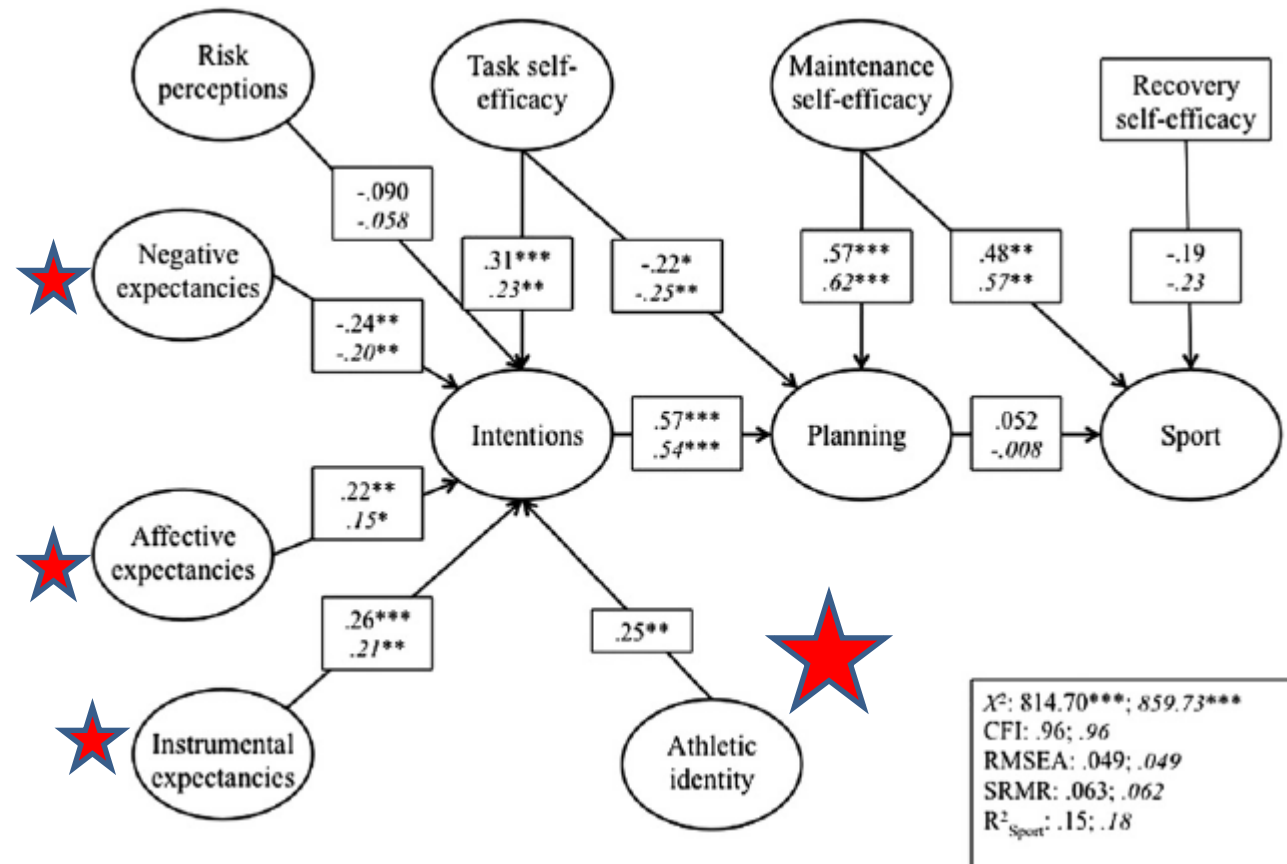 Risk
perceptions
Task self-
efficacy
Maintenance
self-efficacy
Recovery
self-efficacy
-.090
-.058
Negative
expectancies
.31***
.23**
-.22*
-.25**
.57***
.62***
.48**
.57**
-.19
-.23
-.24**
-.20**
Intentions
.57***
.54***
Planning
.052
-.008
Sport
Affective
expectancies
.22**
.15*
.26***
.21**
.25**
Instrumental
expectancies
Athletic
identity
X²: 814.70***; 859.73***
CFI: .96; .96
RMSEA: .049; .049
SRMR: .063; .062
R²Sport: .15; .18